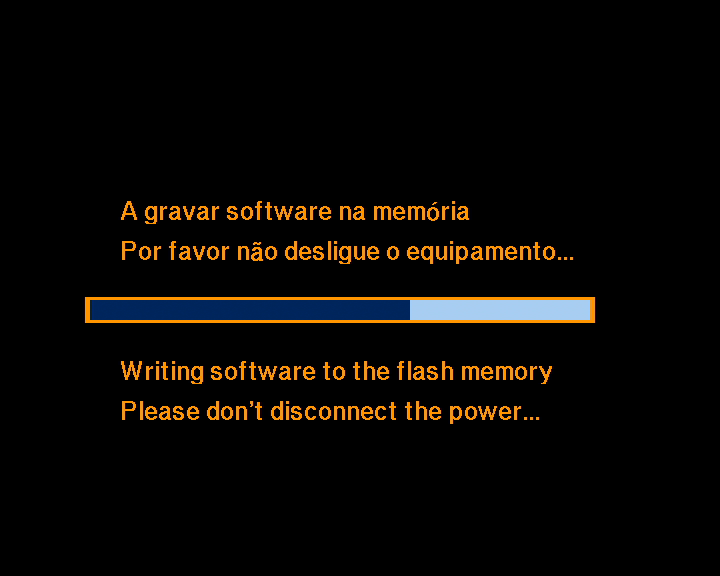 A gravar software na memória
Por favor não desligue o equipamento...
Writing software to the flash memory
Please don't disconnect the power...